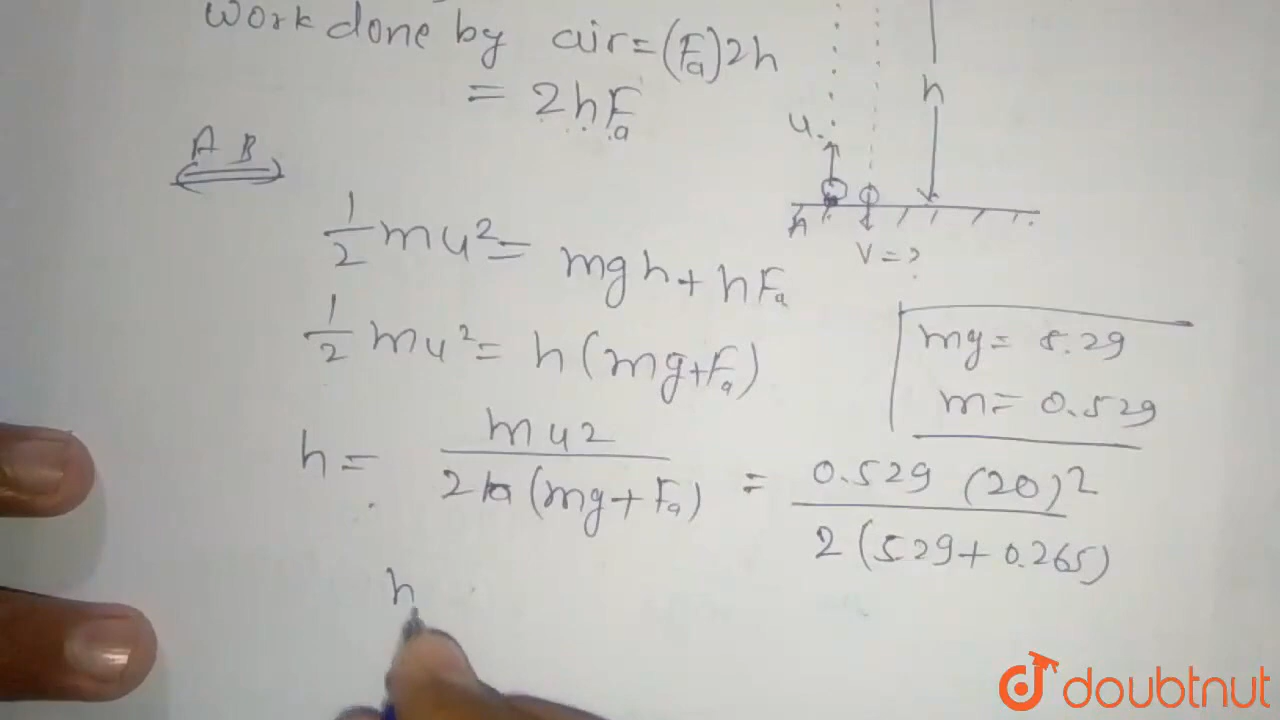 Work done by air = (Fa) 2h
= 2hFa
A B
1/2 mu² = mgh + hFa
1/2 mu² = h (mg + Fa)
h = mu2 / 2 (mg + Fa) = 0.529 (20)² / 2 (5.29 + 0.265)
h
h
u
A
V = ?
mg = 5.29
m = 0.529
doubtnut